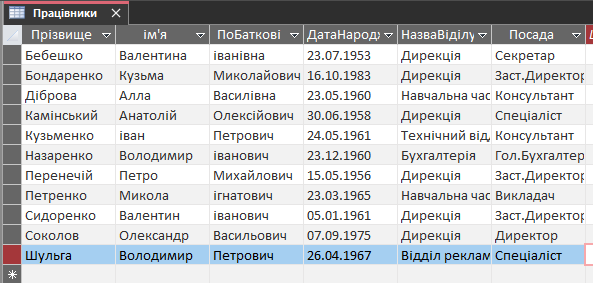 Працівники
Прізвище ім'я ПоБаткові ДатаНародж НазваВіділу Посада
Бебешко Валентина іванівна 23.07.1953 Дирекція Секретар
Бондаренко Кузьма Миколайович 16.10.1983 Дирекція Заст.Директор
Діброва Алла Василівна 23.05.1960 Навчальна час Консультант
Камінський Анатолій Олексійович 30.06.1958 Дирекція Спеціаліст
Кузьменко іван Петрович 24.05.1961 Технічний від Консультант
Назаренко Володимир іванович 23.12.1960 Бухгалтерія Гол.Бухгалтер
Перенечій Петро Михайлович 15.05.1956 Дирекція Заст.Директор
Петренко Микола ігнатович 23.03.1965 Навчальна час Викладач
Сидоренко Валентин іванович 05.01.1961 Дирекція Заст.Директор
Соколов Олександр Васильович 07.09.1975 Дирекція Директор
Шульга Володимир Петрович 26.04.1967 Відділ реклам Спеціаліст